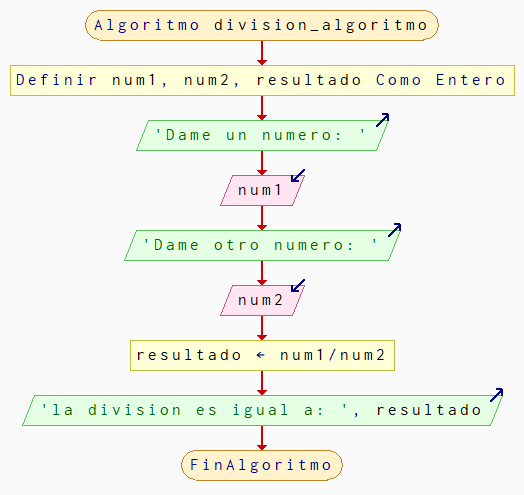 Algoritmo division_algoritmo
Definir num1, num2, resultado Como Entero
'Dame un numero: '
num1
'Dame otro numero: '
num2
resultado ← num1/num2
'la division es igual a: ', resultado
FinAlgoritmo